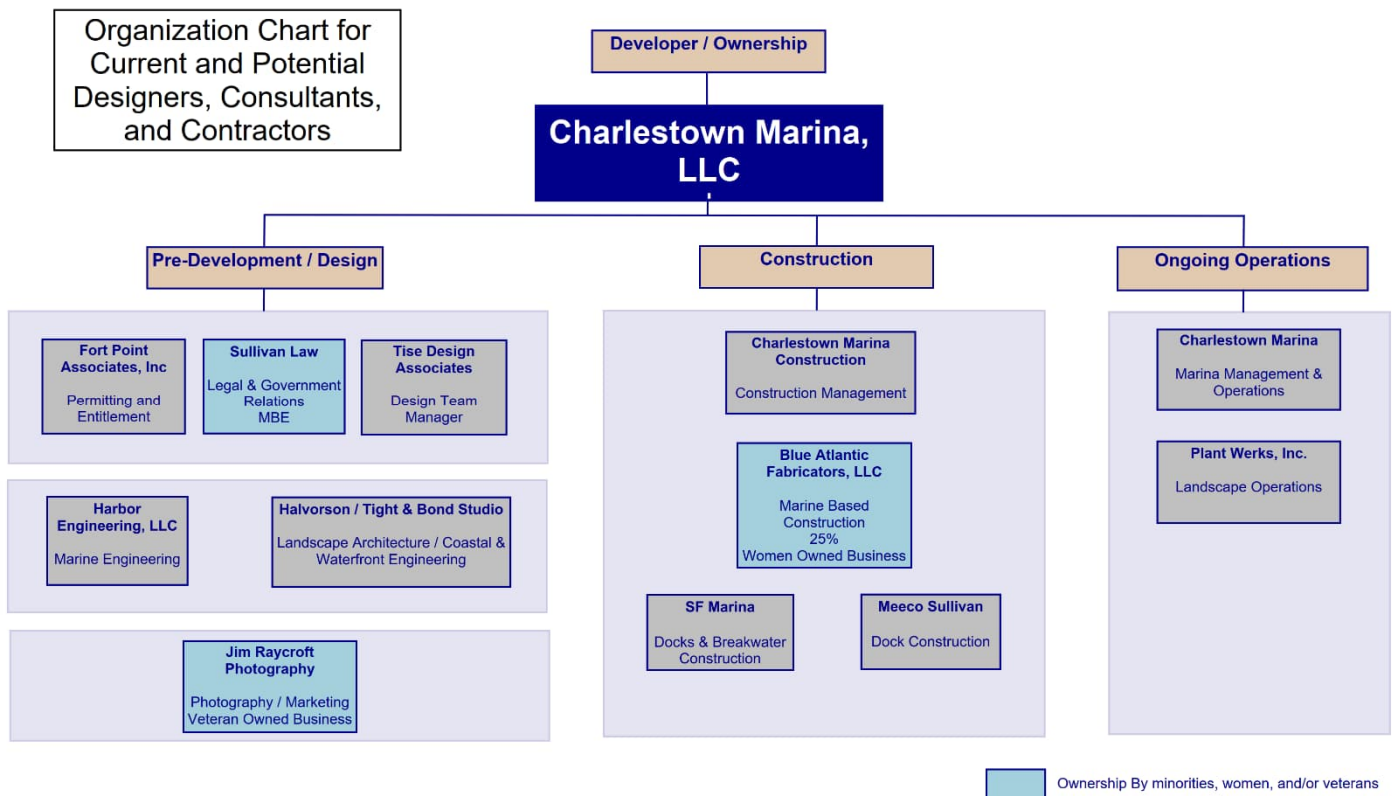 Organization Chart for
Current and Potential
Designers, Consultants,
and Contractors
Developer / Ownership
Charlestown Marina,
LLC
Pre-Development / Design
Fort Point
Associates, Inc
Permitting and
Entitlement
Sullivan Law
Legal & Government
Relations
MBE
Tise Design
Associates
Design Team
Manager
Harbor
Engineering, LLC
Marine Engineering
Halvorson / Tight & Bond Studio
Landscape Architecture / Coastal &
Waterfront Engineering
Jim Raycroft
Photography
Photography / Marketing
Veteran Owned Business
Construction
Charlestown Marina
Construction
Construction Management
Blue Atlantic
Fabricators, LLC
Marine Based
Construction
25%
Women Owned Business
SF Marina
Docks & Breakwater
Construction
Meeco Sullivan
Dock Construction
Ongoing Operations
Charlestown Marina
Marina Management &
Operations
Plant Werks, Inc.
Landscape Operations
Ownership By minorities, women, and/or veterans